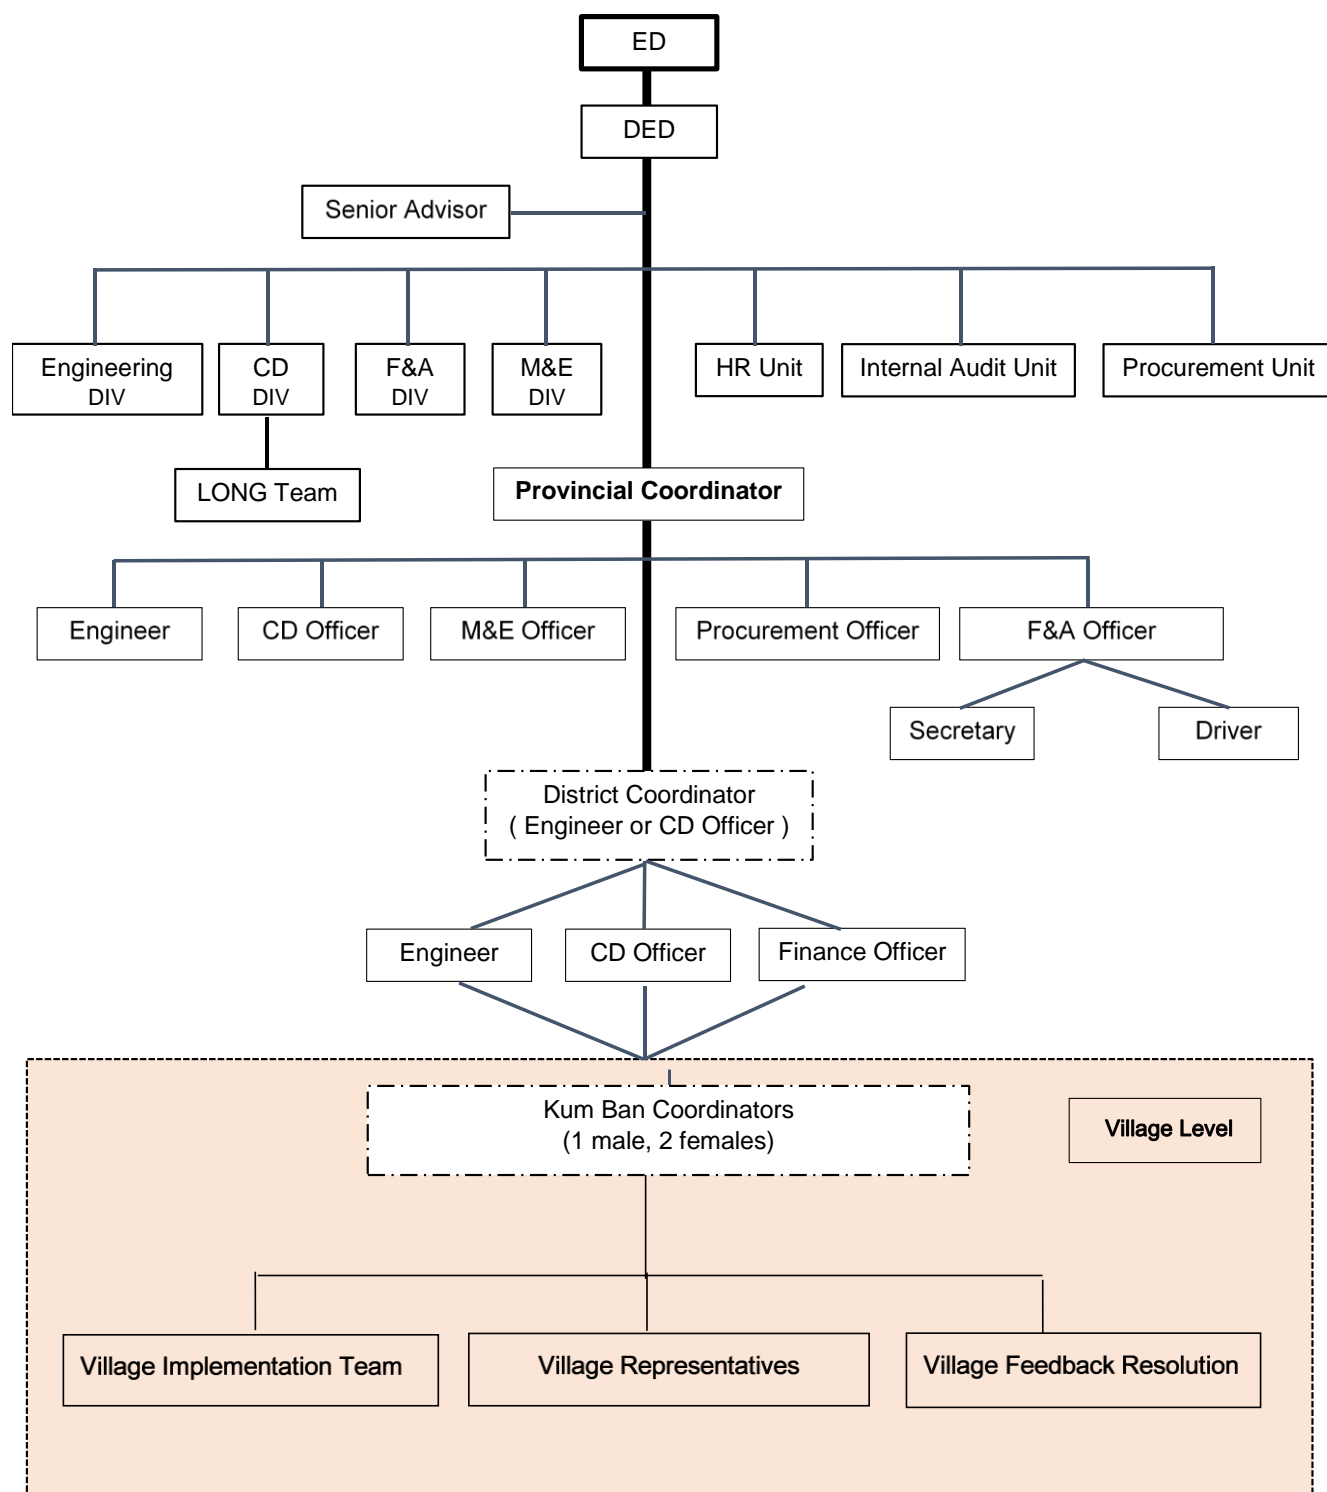 ED
DED
Senior Advisor
Engineering
DIV
CD
DIV
F&A
DIV
M&E
DIV
HR Unit
Internal Audit Unit
Procurement Unit
LONG Team
Provincial Coordinator
Engineer
CD Officer
M&E Officer
Procurement Officer
F&A Officer
Secretary
Driver
District Coordinator
( Engineer or CD Officer )
Engineer
CD Officer
Finance Officer
Kum Ban Coordinators
(1 male, 2 females)
Village Level
Village Implementation Team
Village Representatives
Village Feedback Resolution